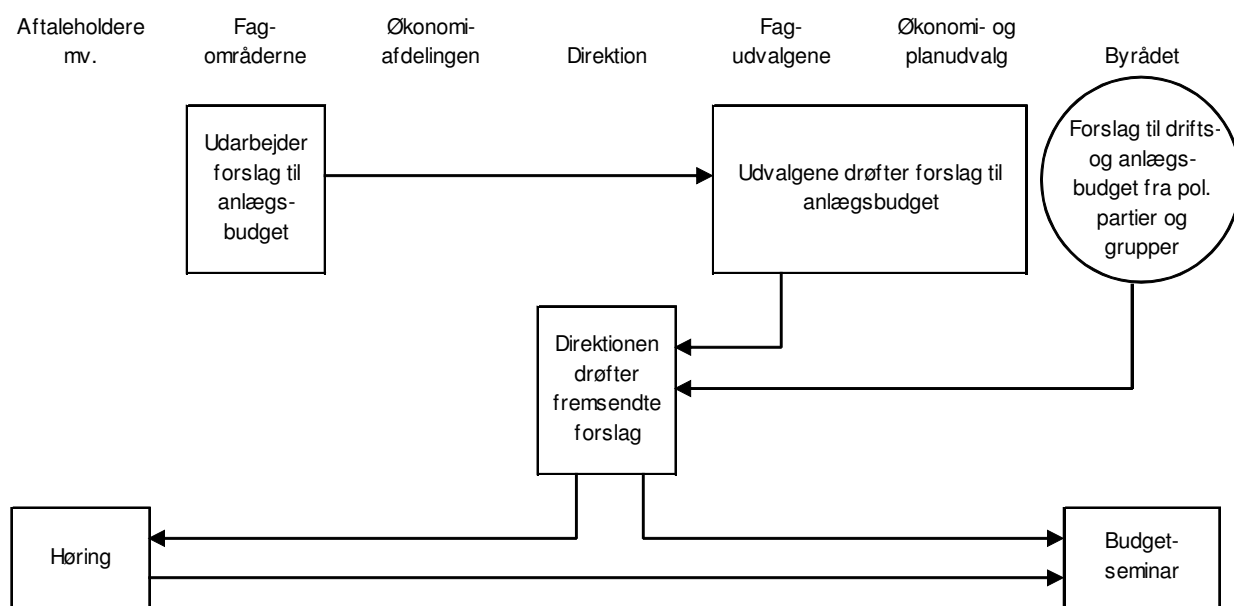 Aftaleholdere
mv.
Fag-
områderne
Økonomi-
afdelingen
Direktion
Fag-
udvalgene
Økonomi- og
planudvalg
Byrådet
Udarbejder
forslag til
anlægs-
budget
Udvalgene drøfter forslag til
anlægsbudget
Forslag til drifts-
og anlægs-
budget fra pol.
partier og
grupper
Direktionen
drøfter
fremsendte
forslag
Høring
Budget-
seminar